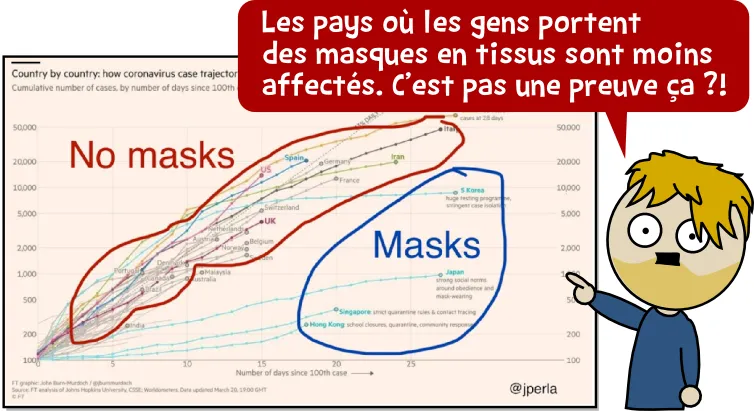 Les pays où les gens portent
des masques en tissus sont moins
affectés. C'est pas une preuve ça ?!
Country by country: how coronavirus case trajector
Cumulative number of cases, by number of days since 100th ca
cases at 28 days
50,000
20,000
10,000
5,000
2,000
1,000
500
200
100
50,000
20,000
10,000
5,000
2,000
1,000
500
200
100
No masks
Masks
US
Spain
Germany
Iran
Italy
France
Switzerland
UK
Netherlands
Austria
Belgium
Norway
Portugal
Denmark
Canada
Malaysia
Australia
Brazil
India
S Korea
huge testing programme,
stringent case isolation
Japan
strong social norms
around obedience and
mask-wearing
Singapore: strict quarantine rules & contact tracing
Hong Kong: school closures, quarantine, community response
0
5
10
15
20
25
Number of days since 100th case
FT graphic: John Burn-Murdoch / @jburnmurdoch
Source: FT analysis of Johns Hopkins University, CSSE; Worldometers. Data updated March 20, 19:00 GMT
© FT
@jperla